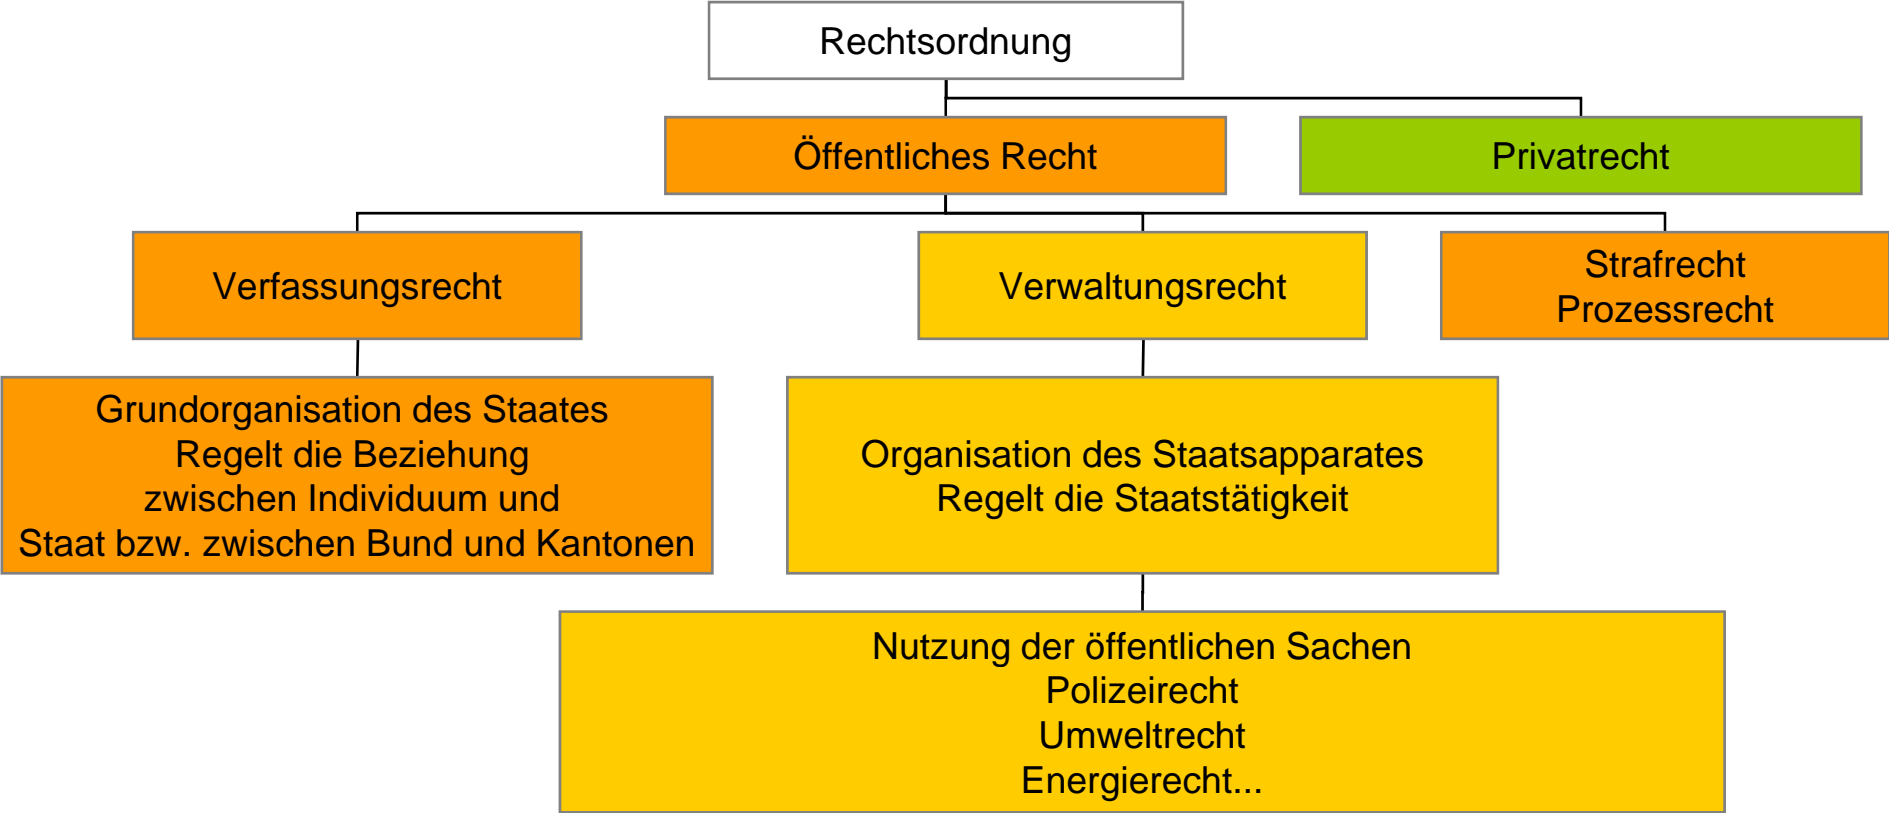 Rechtsordnung
Öffentliches Recht
Privatrecht
Verfassungsrecht
Verwaltungsrecht
Strafrecht
Prozessrecht
Grundorganisation des Staates
Regelt die Beziehung
zwischen Individuum und
Staat bzw. zwischen Bund und Kantonen
Organisation des Staatsapparates
Regelt die Staatstätigkeit
Nutzung der öffentlichen Sachen
Polizeirecht
Umweltrecht
Energierecht...